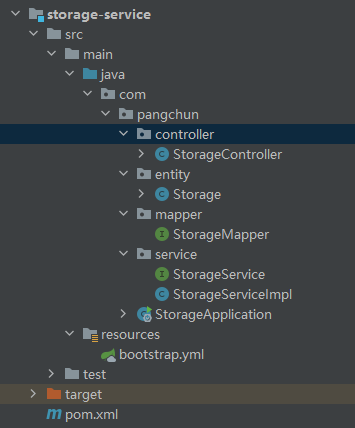 storage-service
src
main
java
com
pangchun
controller
StorageController
entity
Storage
mapper
StorageMapper
service
StorageService
StorageServiceImpl
StorageApplication
resources
bootstrap.yml
test
target
pom.xml